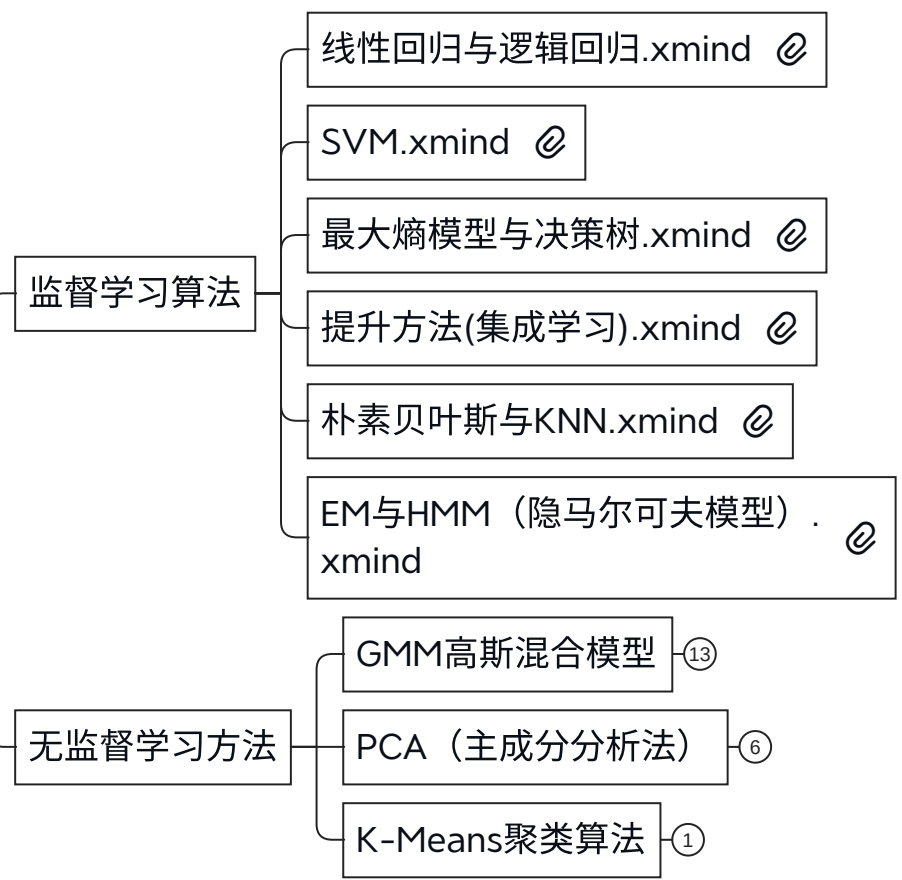 线性回归与逻辑回归.xmind
SVM.xmind
最大熵模型与决策树.xmind
监督学习算法
提升方法(集成学习).xmind
朴素贝叶斯与KNN.xmind
EM与HMM（隐马尔可夫模型）.
xmind
GMM高斯混合模型 13
无监督学习方法
PCA（主成分分析法） 6
K-Means聚类算法 1